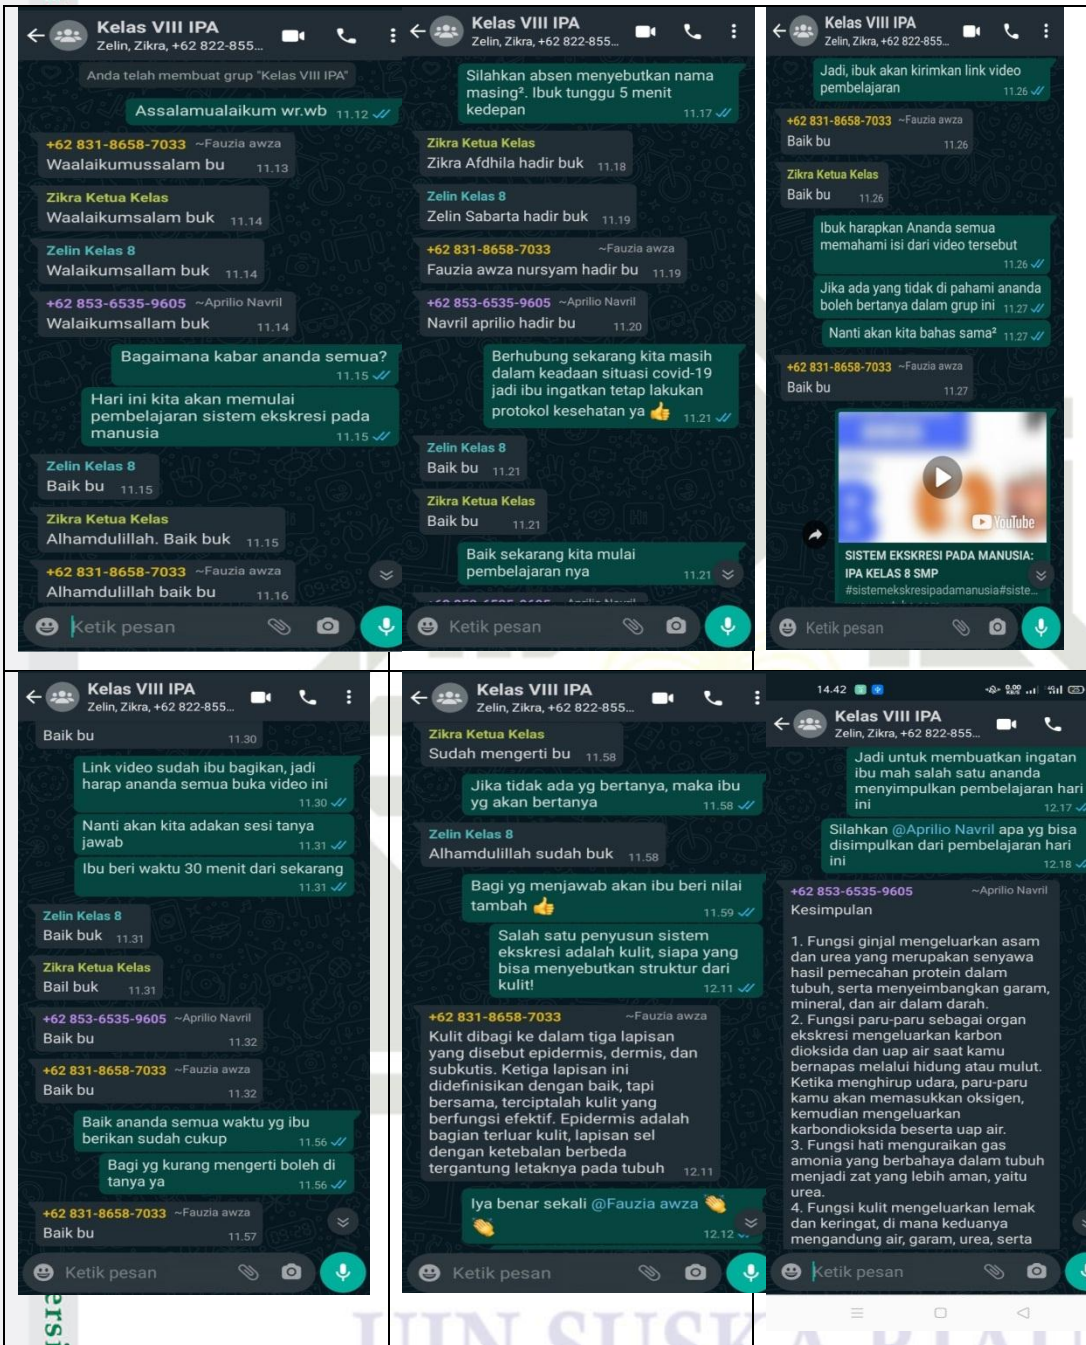 Kelas VIII IPA
Zelin, Zikra, +62 822-855...
Anda telah membuat grup "Kelas VIII IPA"
Assalamualaikum wr.wb 11.12
+62 831-8658-7033 ~Fauzia awza
Waalaikumussalam bu 11.13
Zikra Ketua Kelas
Waalaikumsalam buk 11.14
Zelin Kelas 8
Walaikumsallam buk 11.14
+62 853-6535-9605 ~Aprilio Navril
Walaikumsallam buk 11.14
Bagaimana kabar ananda semua?
11.15
Hari ini kita akan memulai
pembelajaran sistem ekskresi pada
manusia 11.15
Zelin Kelas 8
Baik bu 11.15
Zikra Ketua Kelas
Alhamdulillah. Baik buk 11.15
+62 831-8658-7033 ~Fauzia awza
Alhamdulillah baik bu 11.16
Ketik pesan
Kelas VIII IPA
Zelin, Zikra, +62 822-855...
Silahkan absen menyebutkan nama
masing². Ibuk tunggu 5 menit
kedepan 11.17
Zikra Ketua Kelas
Zikra Afdhila hadir buk 11.18
Zelin Kelas 8
Zelin Sabarta hadir buk 11.19
+62 831-8658-7033 ~Fauzia awza
Fauzia awza nursyam hadir bu 11.19
+62 853-6535-9605 ~Aprilio Navril
Navril aprilio hadir bu 11.20
Berhubung sekarang kita masih
dalam keadaan situasi covid-19
jadi ibu ingatkan tetap lakukan
protokol kesehatan ya 👍 11.21
Zelin Kelas 8
Baik bu 11.21
Zikra Ketua Kelas
Baik bu 11.21
Baik sekarang kita mulai
pembelajaran nya 11.21
Ketik pesan
Kelas VIII IPA
Zelin, Zikra, +62 822-855...
Jadi, ibuk akan kirimkan link video
pembelajaran 11.26
+62 831-8658-7033 ~Fauzia awza
Baik bu 11.26
Zikra Ketua Kelas
Baik bu 11.26
Ibuk harapkan Ananda semua
memahami isi dari video tersebut
11.26
Jika ada yang tidak di pahami ananda
boleh bertanya dalam grup ini 11.27
Nanti akan kita bahas sama² 11.27
+62 831-8658-7033 ~Fauzia awza
Baik bu 11.27
YouTube
SISTEM EKSKRESI PADA MANUSIA:
IPA KELAS 8 SMP
#sistemekskresipadamanusia#siste...
Ketik pesan
Kelas VIII IPA
Zelin, Zikra, +62 822-855...
Baik bu 11.30
Link video sudah ibu bagikan, jadi
harap ananda semua buka video ini
11.30
Nanti akan kita adakan sesi tanya
jawab 11.31
Ibu beri waktu 30 menit dari sekarang
11.31
Zelin Kelas 8
Baik buk 11.31
Zikra Ketua Kelas
Bail buk 11.31
+62 853-6535-9605 ~Aprilio Navril
Baik bu 11.32
+62 831-8658-7033 ~Fauzia awza
Baik bu 11.32
Baik ananda semua waktu yg ibu
berikan sudah cukup 11.56
Bagi yg kurang mengerti boleh di
tanya ya 11.56
+62 831-8658-7033 ~Fauzia awza
Baik bu 11.57
Ketik pesan
Kelas VIII IPA
Zelin, Zikra, +62 822-855...
Zikra Ketua Kelas
Sudah mengerti bu 11.58
Jika tidak ada yg bertanya, maka ibu
yg akan bertanya 11.58
Zelin Kelas 8
Alhamdulillah sudah buk 11.58
Bagi yg menjawab akan ibu beri nilai
tambah 👍 11.59
Salah satu penyusun sistem
ekskresi adalah kulit, siapa yang
bisa menyebutkan struktur dari
kulit! 12.11
+62 831-8658-7033 ~Fauzia awza
Kulit dibagi ke dalam tiga lapisan
yang disebut epidermis, dermis, dan
subkutis. Ketiga lapisan ini
didefinisikan dengan baik, tapi
bersama, terciptalah kulit yang
berfungsi efektif. Epidermis adalah
bagian terluar kulit, lapisan sel
dengan ketebalan berbeda
tergantung letaknya pada tubuh 12.11
Iya benar sekali @Fauzia awza 👏
👏 12.12
Ketik pesan
14.42
Kelas VIII IPA
Zelin, Zikra, +62 822-855...
Jadi untuk membuatkan ingatan
ibu mah salah satu ananda
menyimpulkan pembelajaran hari
ini 12.17
Silahkan @Aprilio Navril apa yg bisa
disimpulkan dari pembelajaran hari
ini 12.18
+62 853-6535-9605 ~Aprilio Navril
Kesimpulan
1. Fungsi ginjal mengeluarkan asam
dan urea yang merupakan senyawa
hasil pemecahan protein dalam
tubuh, serta menyeimbangkan garam,
mineral, dan air dalam darah.
2. Fungsi paru-paru sebagai organ
ekskresi mengeluarkan karbon
dioksida dan uap air saat kamu
bernapas melalui hidung atau mulut.
Ketika menghirup udara, paru-paru
kamu akan memasukkan oksigen,
kemudian mengeluarkan
karbondioksida beserta uap air.
3. Fungsi hati menguraikan gas
amonia yang berbahaya dalam tubuh
menjadi zat yang lebih aman, yaitu
urea.
4. Fungsi kulit mengeluarkan lemak
dan keringat, di mana keduanya
mengandung air, garam, urea, serta
Ketik pesan
ersi
UIN SUSKA RIAU